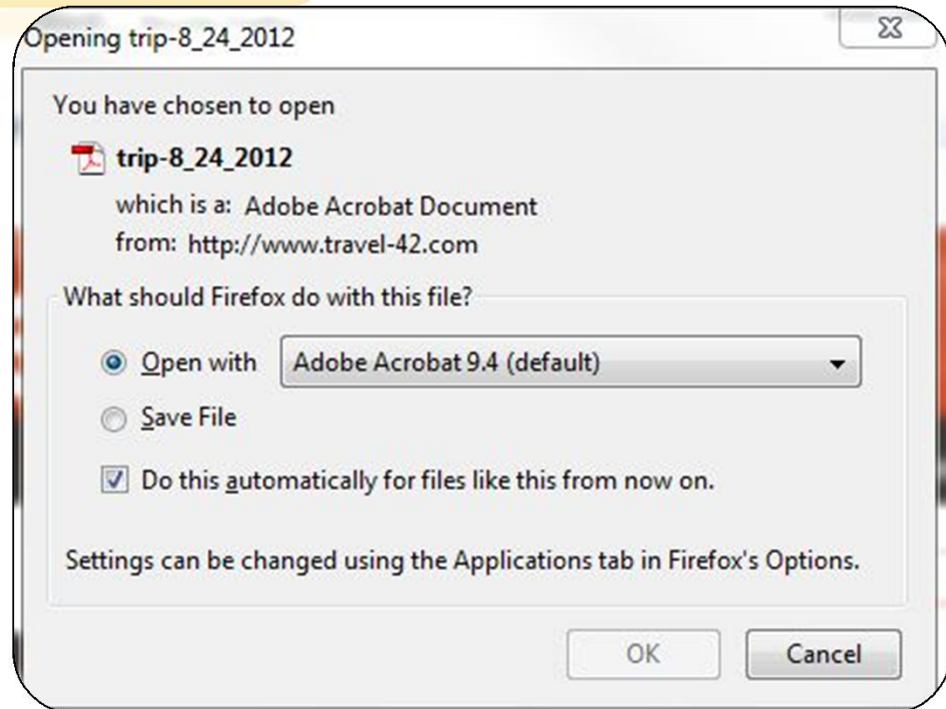 Opening trip-8_24_2012
You have chosen to open
trip-8_24_2012
which is a: Adobe Acrobat Document
from: http://www.travel-42.com
What should Firefox do with this file?
Open with Adobe Acrobat 9.4 (default)
Save File
Do this automatically for files like this from now on.
Settings can be changed using the Applications tab in Firefox's Options.
OK Cancel